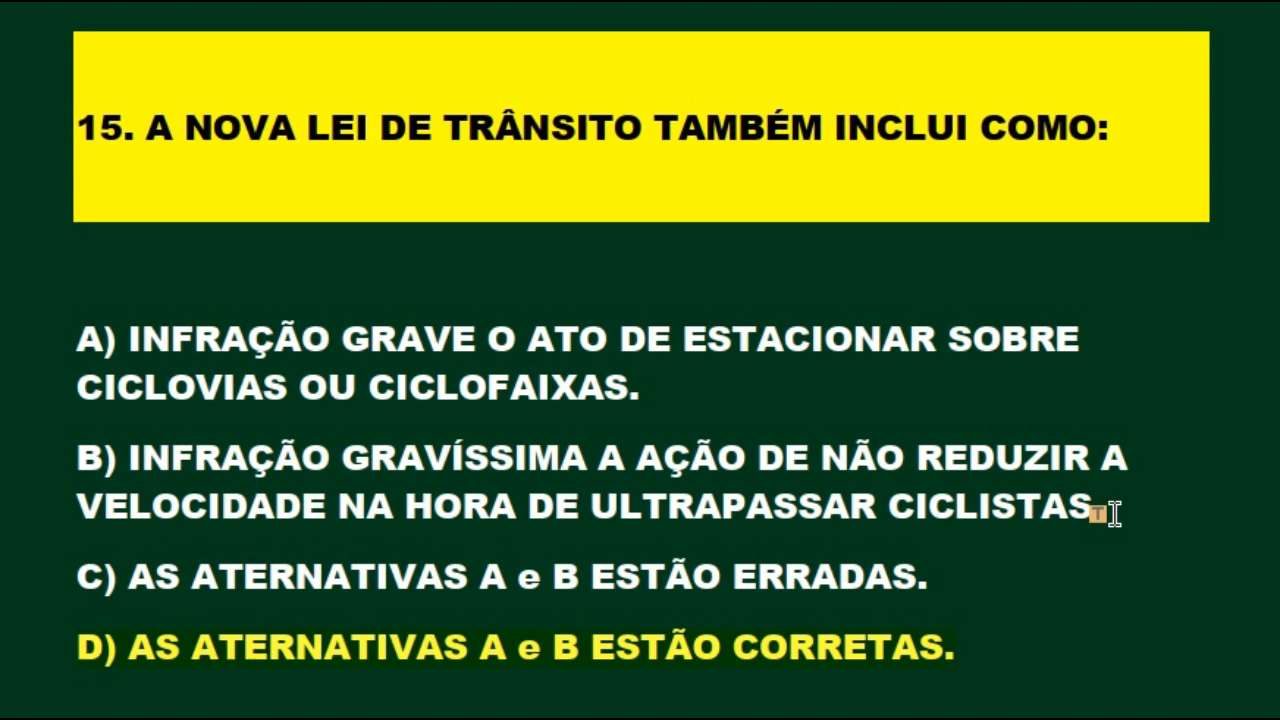 15. A NOVA LEI DE TRÂNSITO TAMBÉM INCLUI COMO:
A) INFRAÇÃO GRAVE O ATO DE ESTACIONAR SOBRE
CICLOVIAS OU CICLOFAIXAS.
B) INFRAÇÃO GRAVÍSSIMA A AÇÃO DE NÃO REDUZIR A
VELOCIDADE NA HORA DE ULTRAPASSAR CICLISTAS
T
C) AS ATERNATIVAS A e B ESTÃO ERRADAS.
D) AS ATERNATIVAS A e B ESTÃO CORRETAS.